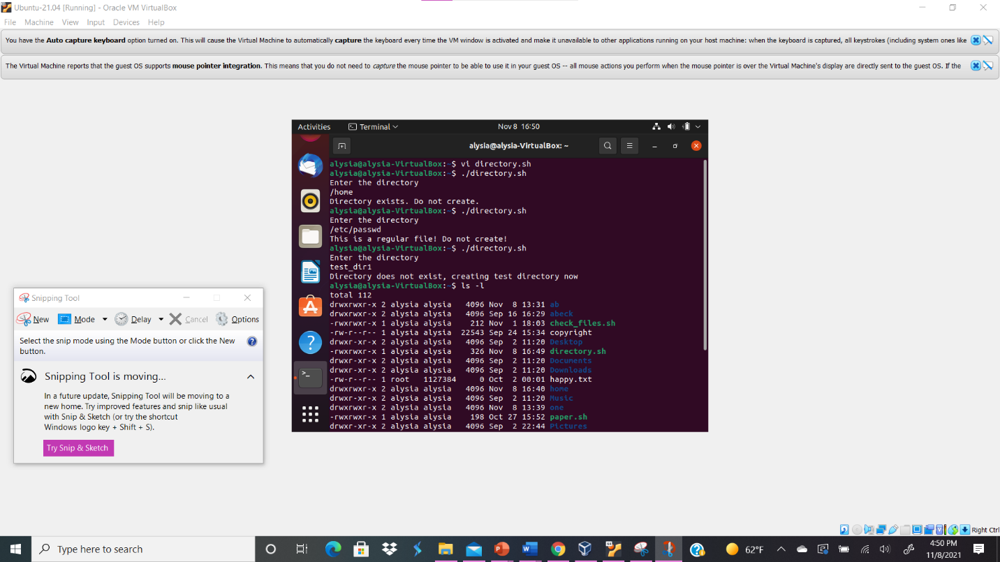 Ubuntu-21.04 [Running] - Oracle VM VirtualBox
File Machine View Input Devices Help
You have the Auto capture keyboard option turned on. This will cause the Virtual Machine to automatically capture the keyboard every time the VM window is activated and make it unavailable to other applications running on your host machine: when the keyboard is captured, all keystrokes (including system ones like
The Virtual Machine reports that the guest OS supports mouse pointer integration. This means that you do not need to capture the mouse pointer to be able to use it in your guest OS -- all mouse actions you perform when the mouse pointer is over the Virtual Machine's display are directly sent to the guest OS. If the
Activities Terminal Nov 8 16:50
alysia@alysia-VirtualBox: ~
alysia@alysia-VirtualBox:~$ vi directory.sh
alysia@alysia-VirtualBox:~$ ./directory.sh
Enter the directory
/home
Directory exists. Do not create.
alysia@alysia-VirtualBox:~$ ./directory.sh
Enter the directory
/etc/passwd
This is a regular file! Do not create!
alysia@alysia-VirtualBox:~$ ./directory.sh
Enter the directory
test_dir1
Directory does not exist, creating test directory now
alysia@alysia-VirtualBox:~$ ls -l
total 112
drwxrwxr-x 2 alysia alysia 4096 Nov 8 13:31 ab
drwxrwxr-x 2 alysia alysia 4096 Sep 16 16:29 abeck
-rwxrwxr-x 1 alysia alysia 212 Nov 1 18:03 check_files.sh
-rw-r--r-- 1 alysia alysia 22543 Sep 24 15:34 copyright
drwxr-xr-x 2 alysia alysia 4096 Sep 2 11:20 Desktop
-rwxrwxr-x 1 alysia alysia 326 Nov 8 16:49 directory.sh
drwxr-xr-x 2 alysia alysia 4096 Sep 2 11:20 Documents
drwxr-xr-x 2 alysia alysia 4096 Sep 2 11:20 Downloads
-rw-r--r-- 1 root 1127384 0 Oct 2 00:01 happy.txt
drwxrwxr-x 2 alysia alysia 4096 Nov 8 16:40 home
drwxr-xr-x 2 alysia alysia 4096 Sep 2 11:20 Music
drwxrwxr-x 2 alysia alysia 4096 Nov 8 13:39 one
-rwxrwxr-x 1 alysia alysia 198 Oct 27 15:52 paper.sh
drwxr-xr-x 2 alysia alysia 4096 Sep 2 22:44 Pictures
Snipping Tool
New Mode Delay Cancel Options
Select the snip mode using the Mode button or click the New
button.
Snipping Tool is moving...
In a future update, Snipping Tool will be moving to a
new home. Try improved features and snip like usual
with Snip & Sketch (or try the shortcut
Windows logo key + Shift + S).
Try Snip & Sketch
Right Ctrl
Type here to search
62°F
4:50 PM
11/8/2021